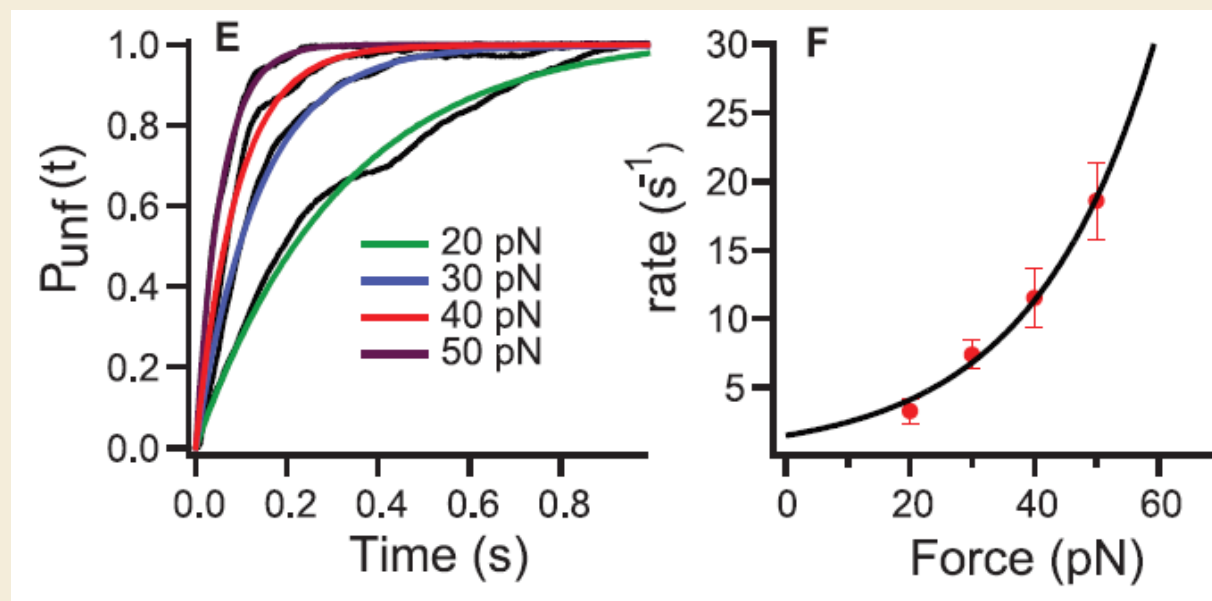 E
1.0
0.8
0.6
0.4
0.2
0.0
Punf (t)
20 pN
30 pN
40 pN
50 pN
0.0 0.2 0.4 0.6 0.8
Time (s)
F
30
25
20
15
10
5
rate (s-1)
0 20 40 60
Force (pN)